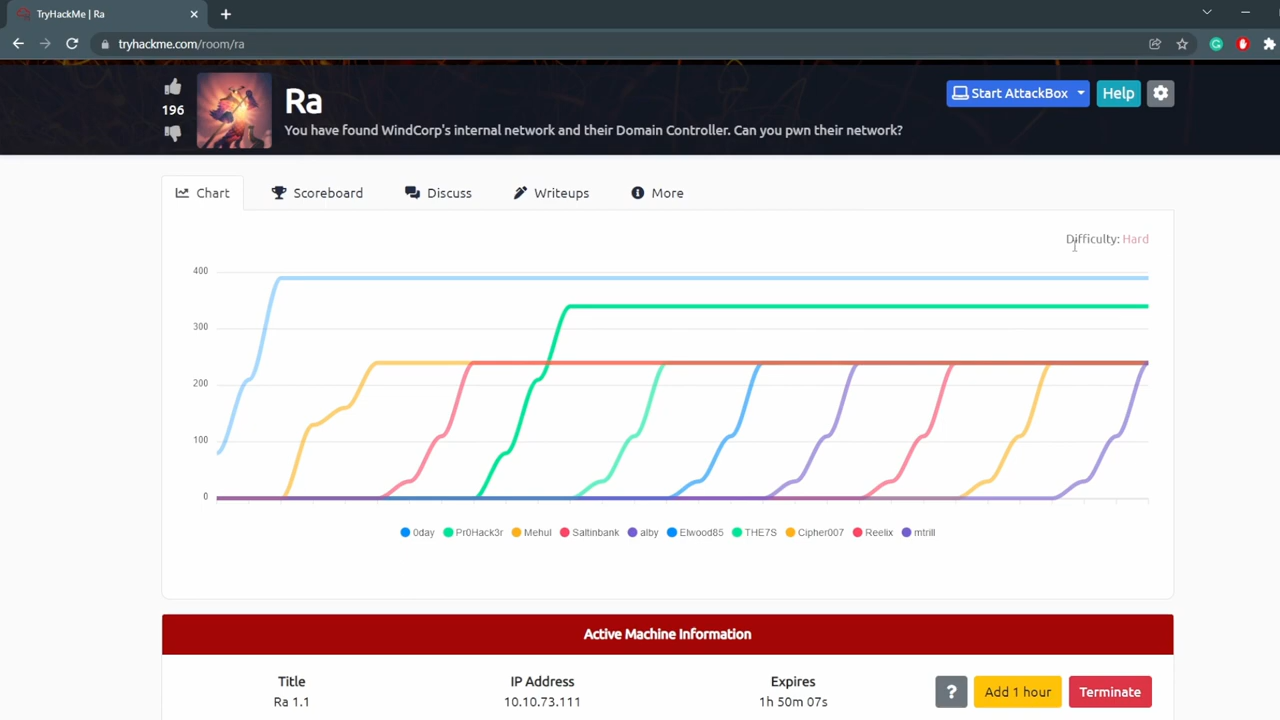 TryHackMe | Ra
tryhackme.com/room/ra
196
Ra
You have found WindCorp's internal network and their Domain Controller. Can you pwn their network?
Start AttackBox
Help
Chart
Scoreboard
Discuss
Writeups
More
Difficulty: Hard
400
300
200
100
0
0day
Pr0Hack3r
Mehul
Saltinbank
alby
Elwood85
THE7S
Cipher007
Reelix
mtrill
Active Machine Information
Title
IP Address
Expires
Ra 1.1
10.10.73.111
1h 50m 07s
?
Add 1 hour
Terminate